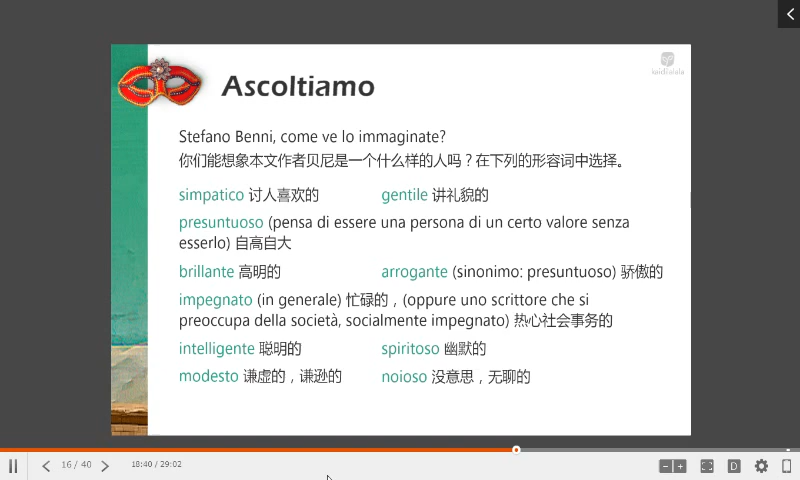 Ascoltiamo
Stefano Benni, come ve lo immaginate?
你们能想象本文作者贝尼是一个什么样的人吗？在下列的形容词中选择。
simpatico 讨人喜欢的 gentile 讲礼貌的
presuntuoso (pensa di essere una persona di un certo valore senza
esserlo) 自高自大
brillante 高明的 arrogante (sinonimo: presuntuoso) 骄傲的
impegnato (in generale) 忙碌的，(oppure uno scrittore che si
preoccupa della società, socialmente impegnato) 热心社会事务的
intelligente 聪明的 spiritoso 幽默的
modesto 谦虚的，谦逊的 noioso 没意思，无聊的
16 / 40 18:40 / 29:02 D